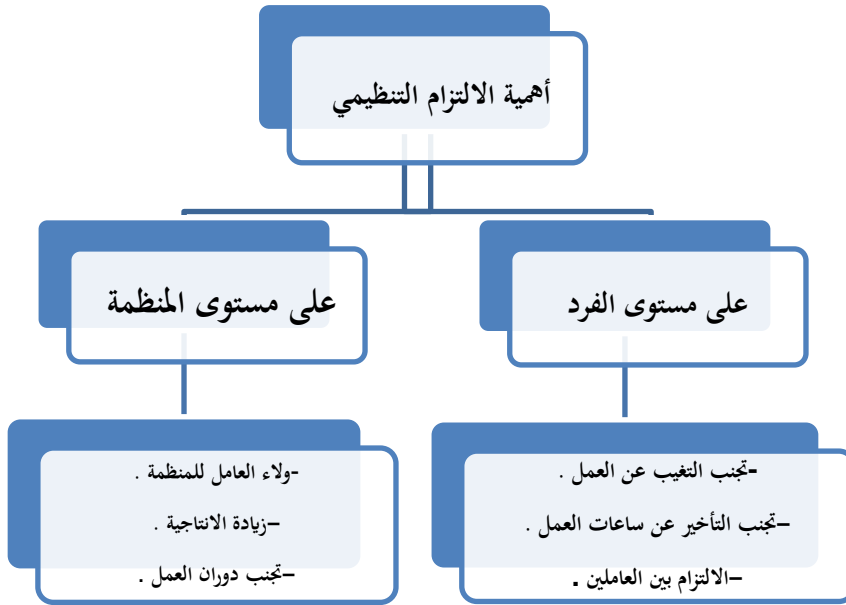 أهمية الالتزام التنظيمي
على مستوى الفرد
على مستوى المنظمة
-تجنب التغيب عن العمل .
–تجنب التأخير عن ساعات العمل .
–الالتزام بين العاملين .
-ولاء العامل للمنظمة .
–زيادة الانتاجية .
–تجنب دوران العمل .